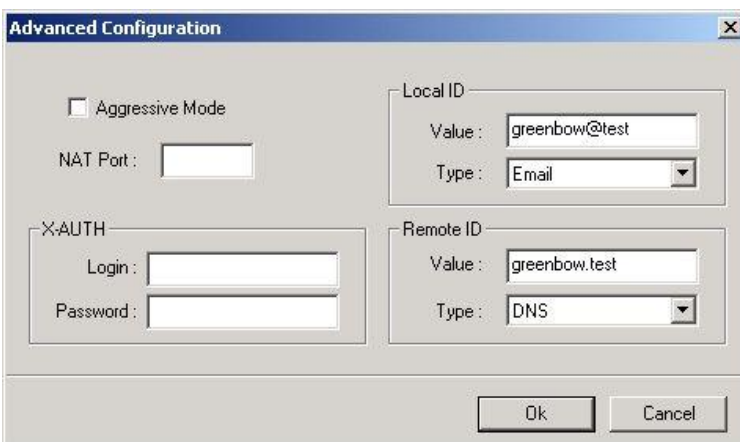 Advanced Configuration
Aggressive Mode
NAT Port :
X-AUTH
Login :
Password :
Local ID
Value : greenbow@test
Type : Email
Remote ID
Value : greenbow.test
Type : DNS
Ok
Cancel